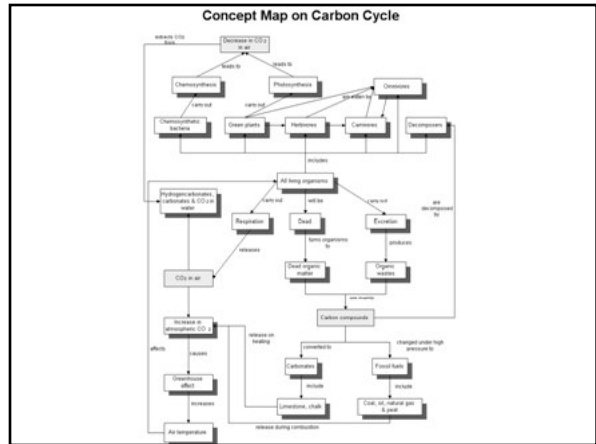 Concept Map on Carbon Cycle
extracts CO2
from
Decrease in CO2
in air
leads to
leads to
Chemosynthesis
Photosynthesis
Omnivores
are eaten by
carry out
carry out
Chemosynthetic
bacteria
Green plants
Herbivores
Carnivores
Decomposers
includes
All living organisms
Hydrogencarbonates,
carbonates & CO2 in
water
carry out
will be
carry out
are
decomposed
by
Respiration
Dead
Excretion
turns organisms
to
produces
releases
Dead organic
matter
Organic
wastes
CO2 in air
Carbon compounds
Increase in
atmospheric CO2
release on
heating
converted to
changed under high
pressure to
affects
causes
Carbonates
Fossil fuels
Greenhouse
effect
include
include
increases
Limestone, chalk
Coal, oil, natural gas
& peat
Air temperature
release during combustion